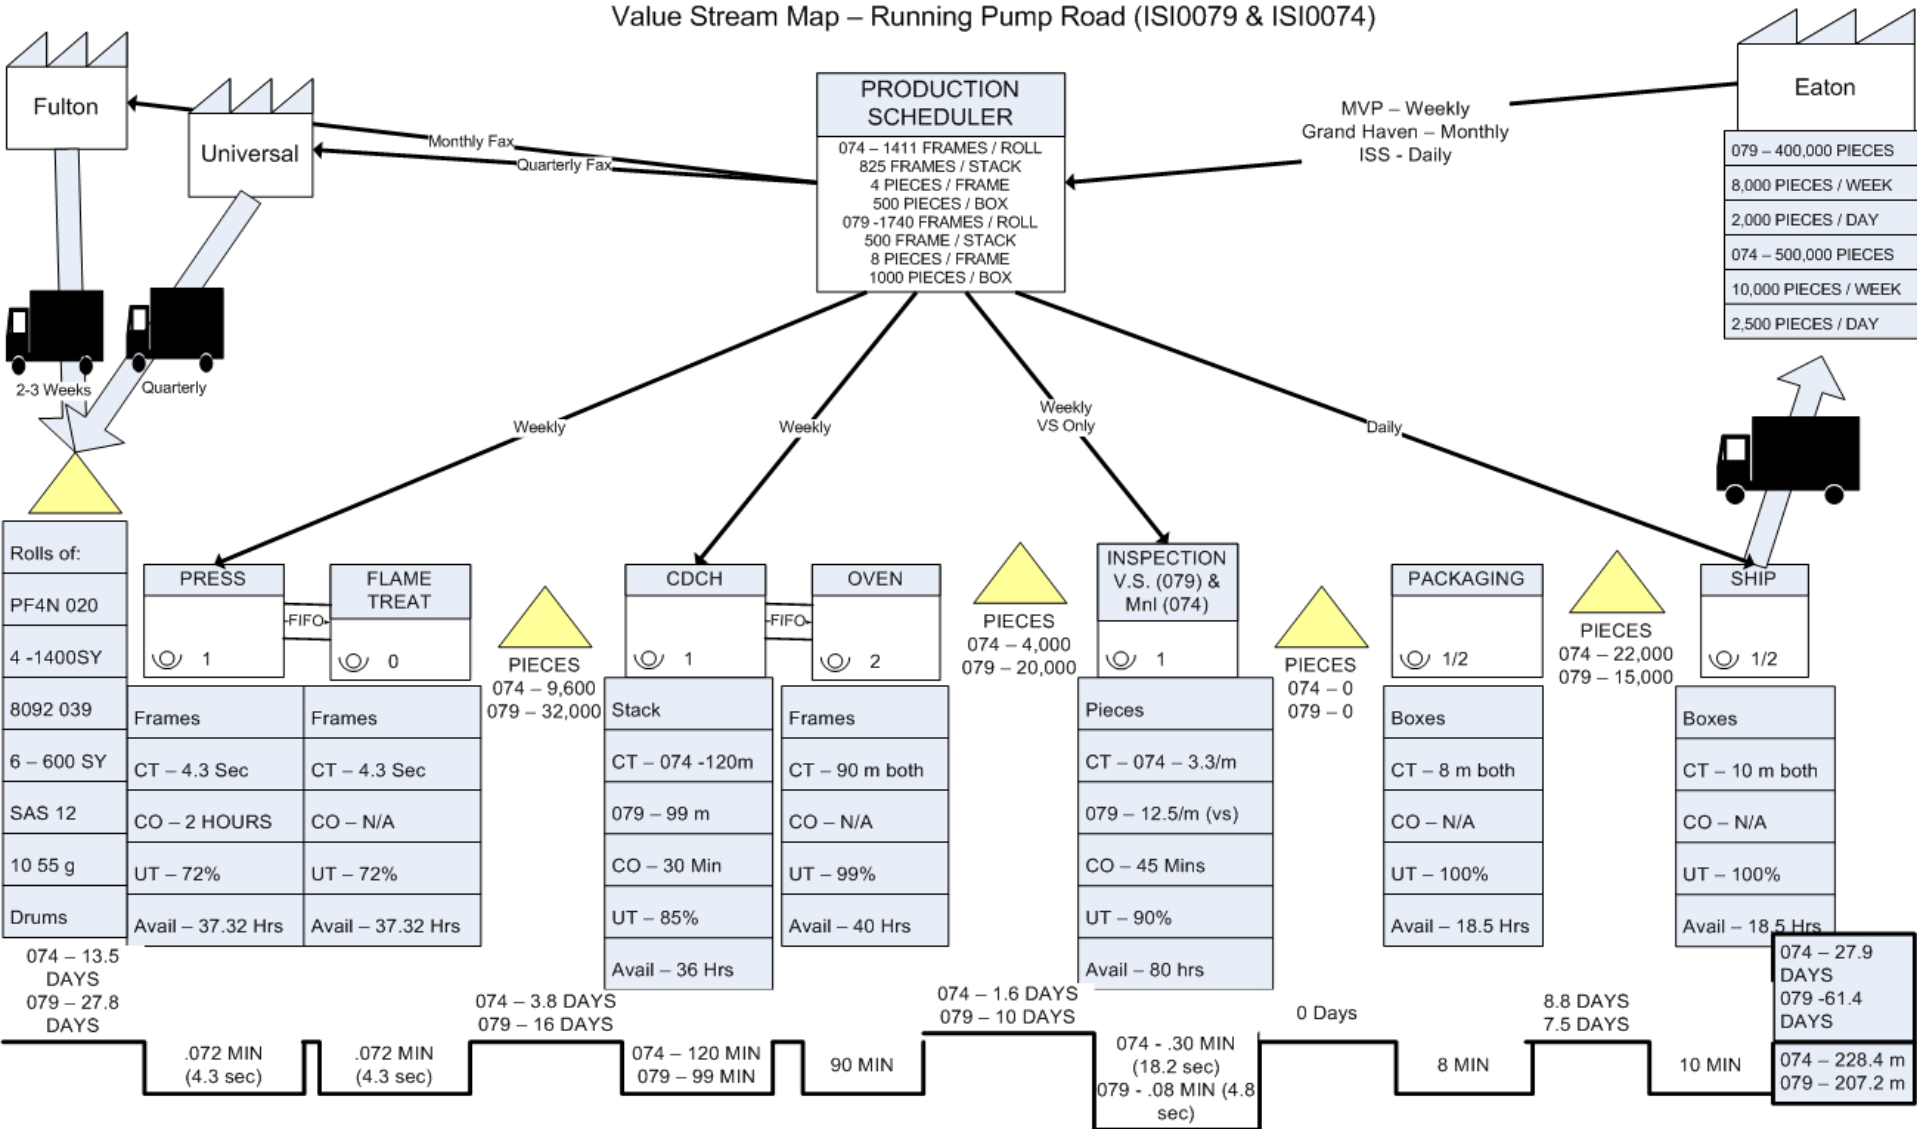 Value Stream Map – Running Pump Road (ISI0079 & ISI0074)
Fulton
Universal
Monthly Fax
Quarterly Fax
PRODUCTION
SCHEDULER
074 – 1411 FRAMES / ROLL
825 FRAMES / STACK
4 PIECES / FRAME
500 PIECES / BOX
079 -1740 FRAMES / ROLL
500 FRAME / STACK
8 PIECES / FRAME
1000 PIECES / BOX
MVP – Weekly
Grand Haven – Monthly
ISS - Daily
Eaton
079 – 400,000 PIECES
8,000 PIECES / WEEK
2,000 PIECES / DAY
074 – 500,000 PIECES
10,000 PIECES / WEEK
2,500 PIECES / DAY
2-3 Weeks
Quarterly
Weekly
Weekly
Weekly
VS Only
Daily
Rolls of:
PF4N 020
4 -1400SY
8092 039
6 – 600 SY
SAS 12
10 55 g
Drums
PRESS
1
FIFO
FLAME
TREAT
0
Frames
CT – 4.3 Sec
CO – 2 HOURS
UT – 72%
Avail – 37.32 Hrs
Frames
CT – 4.3 Sec
CO – N/A
UT – 72%
Avail – 37.32 Hrs
PIECES
074 – 9,600
079 – 32,000
CDCH
1
FIFO
OVEN
2
Stack
CT – 074 -120m
079 – 99 m
CO – 30 Min
UT – 85%
Avail – 36 Hrs
Frames
CT – 90 m both
CO – N/A
UT – 99%
Avail – 40 Hrs
PIECES
074 – 4,000
079 – 20,000
INSPECTION
V.S. (079) &
Mnl (074)
1
Pieces
CT – 074 – 3.3/m
079 – 12.5/m (vs)
CO – 45 Mins
UT – 90%
Avail – 80 hrs
PIECES
074 – 0
079 – 0
PACKAGING
1/2
Boxes
CT – 8 m both
CO – N/A
UT – 100%
Avail – 18.5 Hrs
PIECES
074 – 22,000
079 – 15,000
SHIP
1/2
Boxes
CT – 10 m both
CO – N/A
UT – 100%
Avail – 18.5 Hrs
074 – 13.5
DAYS
079 – 27.8
DAYS
.072 MIN
(4.3 sec)
.072 MIN
(4.3 sec)
074 – 3.8 DAYS
079 – 16 DAYS
074 – 120 MIN
079 – 99 MIN
90 MIN
074 – 1.6 DAYS
079 – 10 DAYS
074 - .30 MIN
(18.2 sec)
079 - .08 MIN (4.8
sec)
0 Days
8 MIN
8.8 DAYS
7.5 DAYS
10 MIN
074 – 27.9
DAYS
079 -61.4
DAYS
074 – 228.4 m
079 – 207.2 m